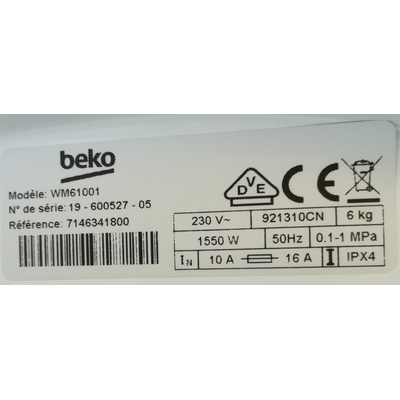 beko
Modèle: WM61001
N° de série: 19 - 600527 - 05
Référence: 7146341800
DVE
CE
230 V~ 921310CN 6 kg
1550 W 50Hz 0.1-1 MPa
IN 10 A 16 A I IPX4